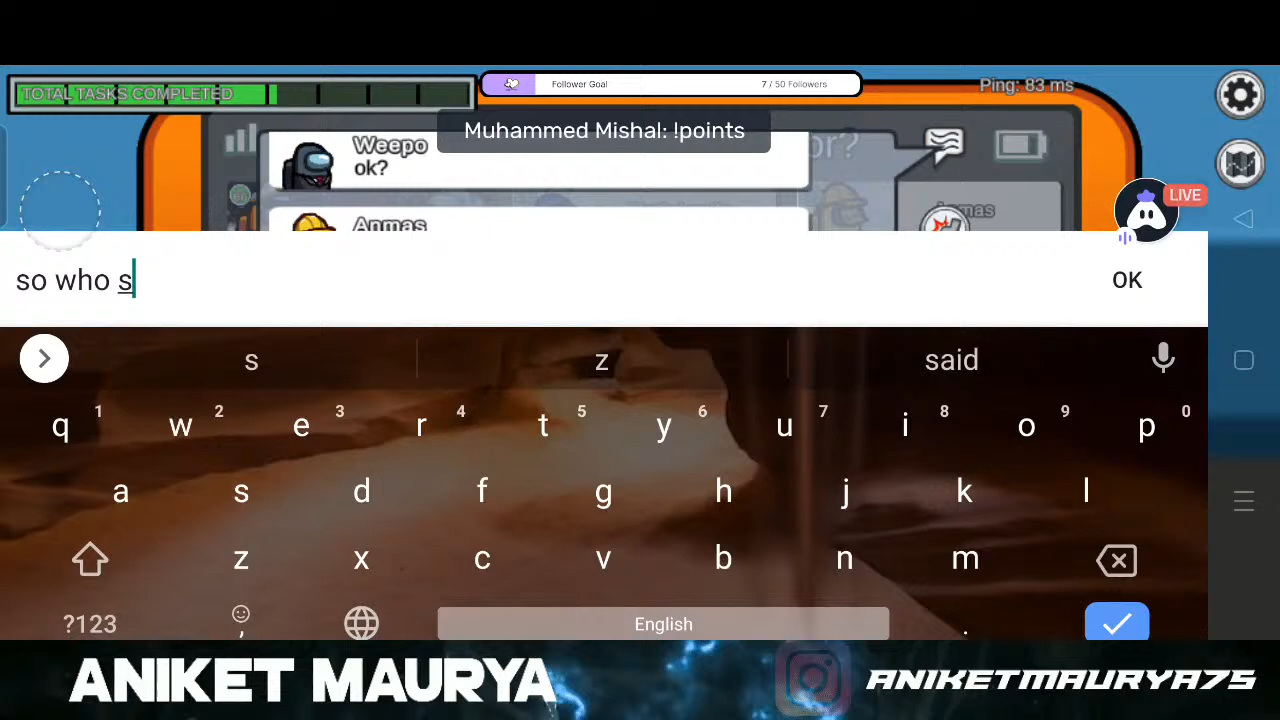 TOTAL TASKS COMPLETED
Follower Goal
7 / 50 Followers
Ping: 83 ms
Muhammed Mishal: !points
or?
Weepo
ok?
Anmas
LIVE
so who s
OK
s
z
said
q 1 w 2 e 3 r 4 t 5 y 6 u 7 i 8 o 9 p 0
a s d f g h j k l
z x c v b n m
?123 , English .
ANIKET MAURYA
ANIKETMAURYA75